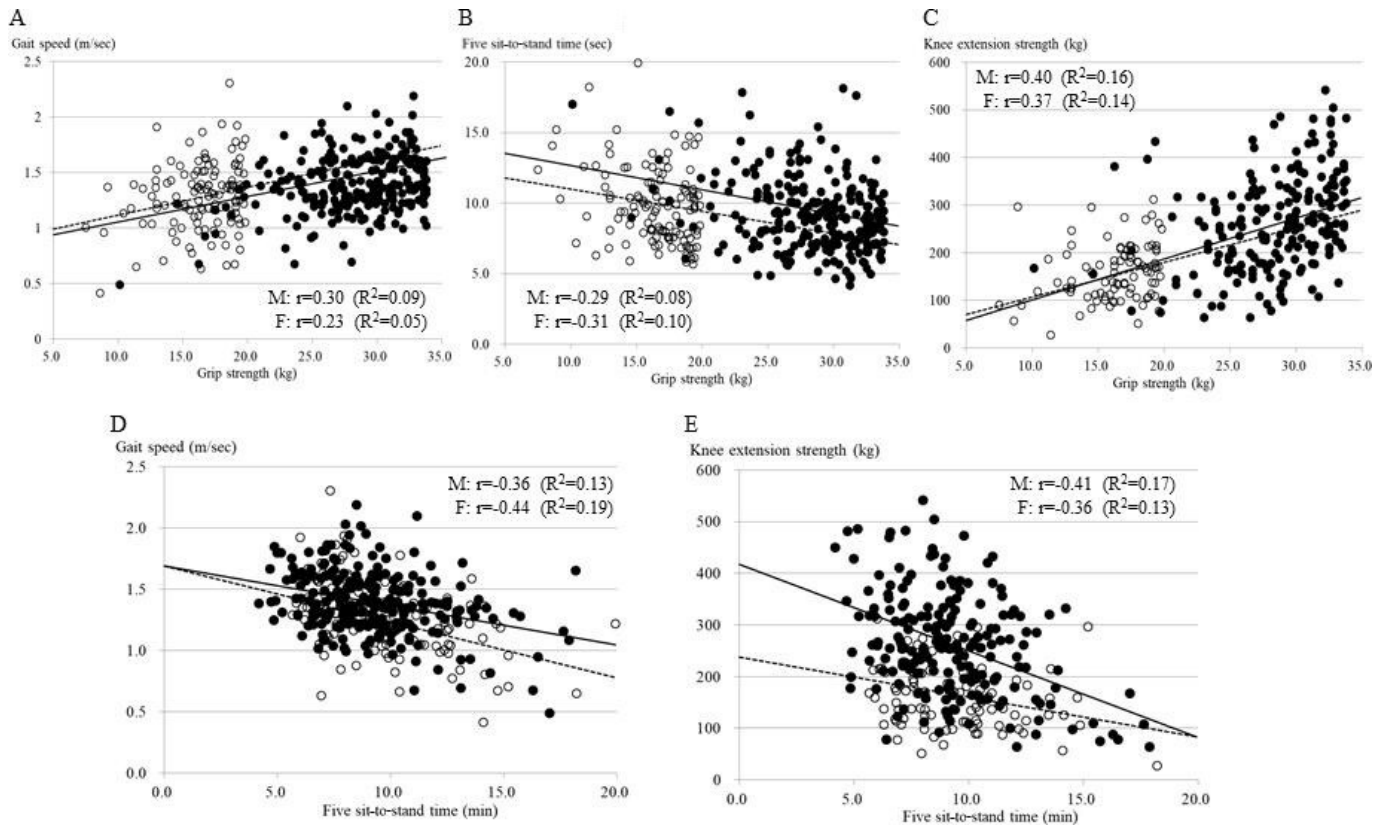 A
Gait speed (m/sec)
2.5
2
1.5
1
0.5
0
5.0 10.0 15.0 20.0 25.0 30.0 35.0
Grip strength (kg)
M: r=0.30 (R²=0.09)
F: r=0.23 (R²=0.05)
B
Five sit-to-stand time (sec)
20.0
15.0
10.0
5.0
0.0
5.0 10.0 15.0 20.0 25.0 30.0 35.0
Grip strength (kg)
M: r=-0.29 (R²=0.08)
F: r=-0.31 (R²=0.10)
C
Knee extension strength (kg)
600
500
400
300
200
100
0
5.0 10.0 15.0 20.0 25.0 30.0 35.0
Grip strength (kg)
M: r=0.40 (R²=0.16)
F: r=0.37 (R²=0.14)
D
Gait speed (m/sec)
2.5
2.0
1.5
1.0
0.5
0.0
0.0 5.0 10.0 15.0 20.0
Five sit-to-stand time (min)
M: r=-0.36 (R²=0.13)
F: r=-0.44 (R²=0.19)
E
Knee extension strength (kg)
600
500
400
300
200
100
0
0.0 5.0 10.0 15.0 20.0
Five sit-to-stand time (min)
M: r=-0.41 (R²=0.17)
F: r=-0.36 (R²=0.13)